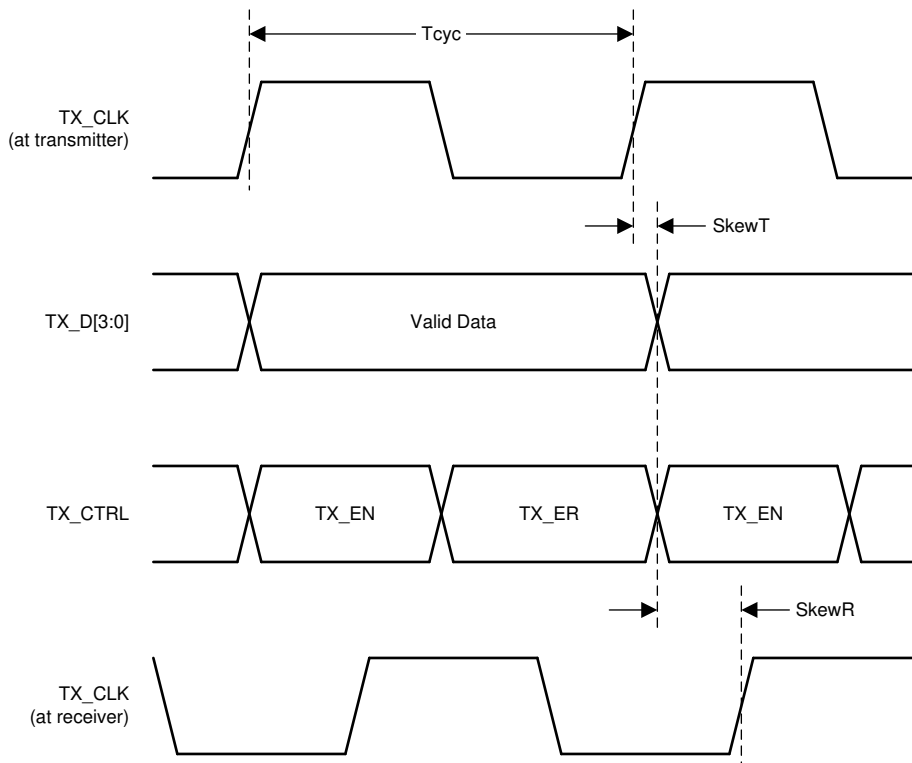 Tcyc
TX_CLK
(at transmitter)
SkewT
TX_D[3:0]
Valid Data
TX_CTRL
TX_EN
TX_ER
TX_EN
SkewR
TX_CLK
(at receiver)